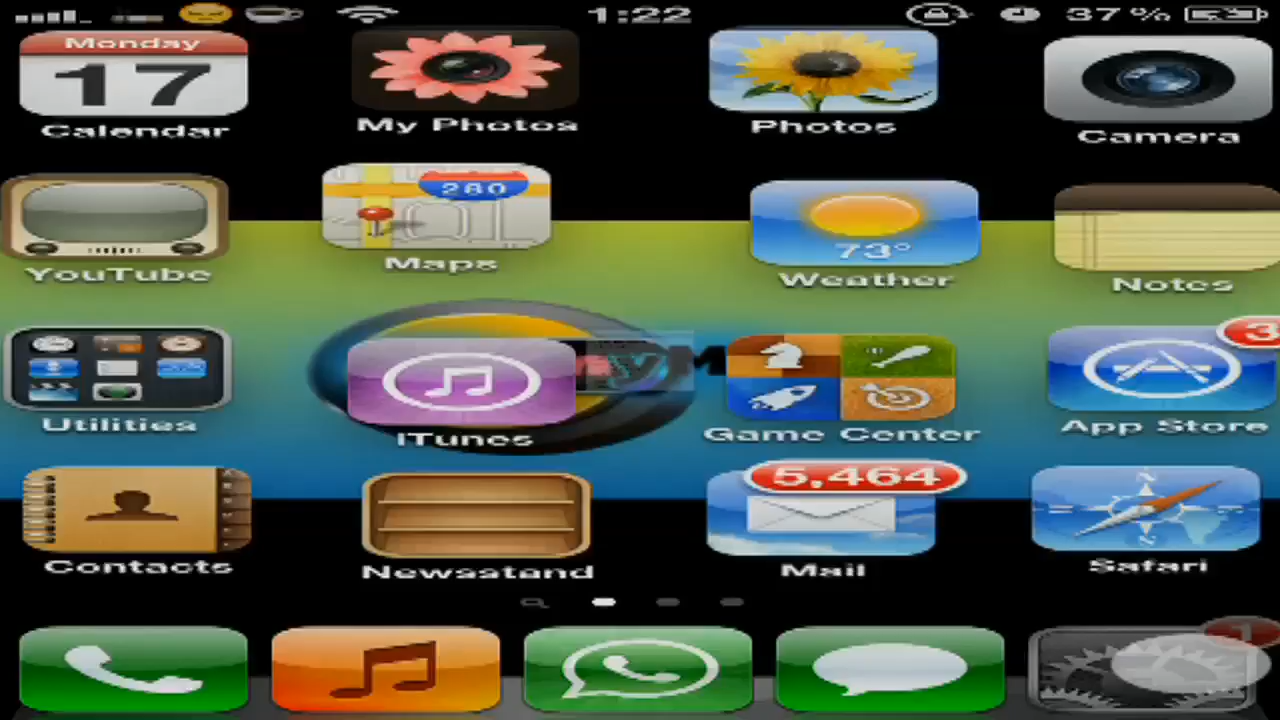 1:22
37 %
Monday
17
Calendar
My Photos
Photos
Camera
280
YouTube
Maps
73°
Weather
Notes
3
Utilities
iTunes
Game Center
App Store
5,464
Contacts
Newsstand
Mail
Safari
1